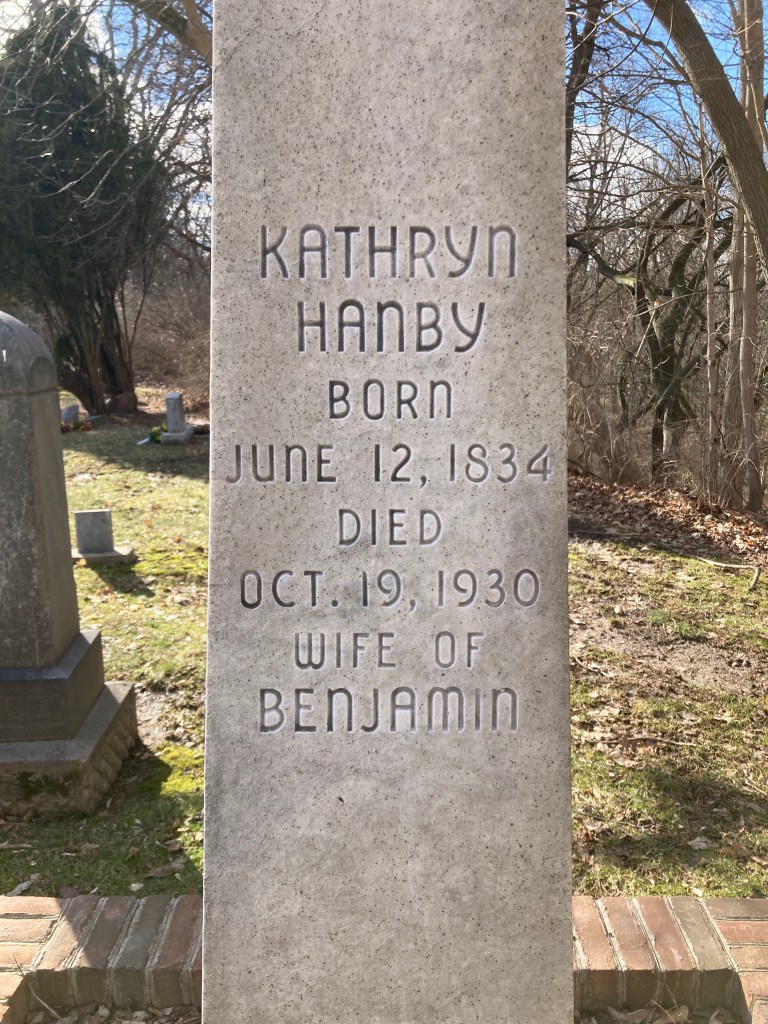 KATHRYN
HANBY
BORN
JUNE 12, 1834
DIED
OCT. 19, 1930
WIFE OF
BENJAMIN